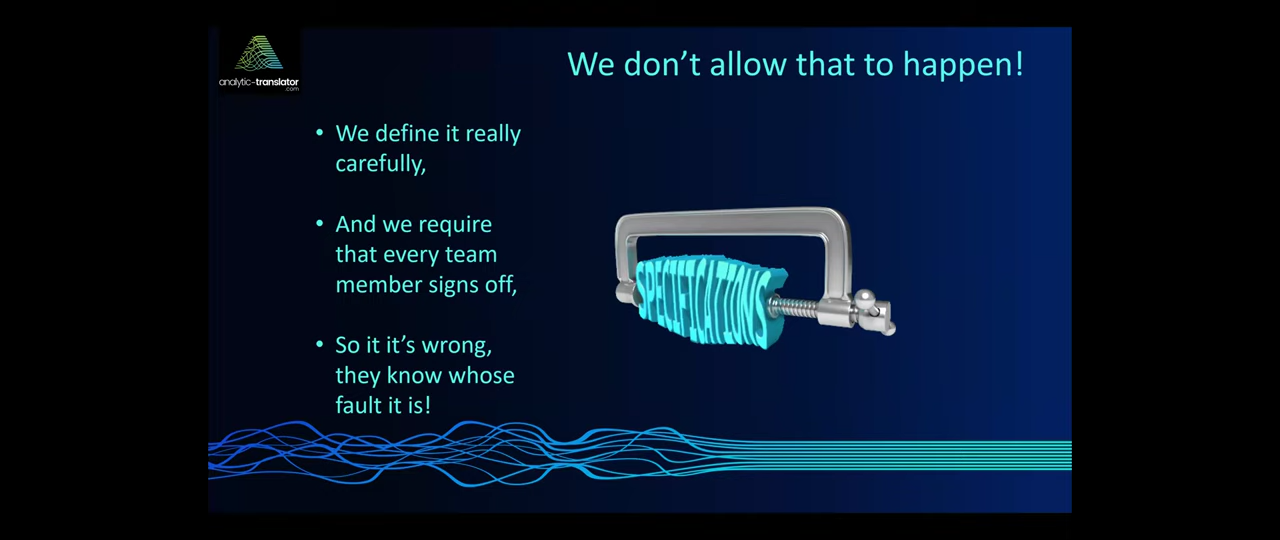 analytic-translator
.com
We don't allow that to happen!
• We define it really
carefully,
• And we require
that every team
member signs off,
• So it it's wrong,
they know whose
fault it is!
SPECIFICATIONS